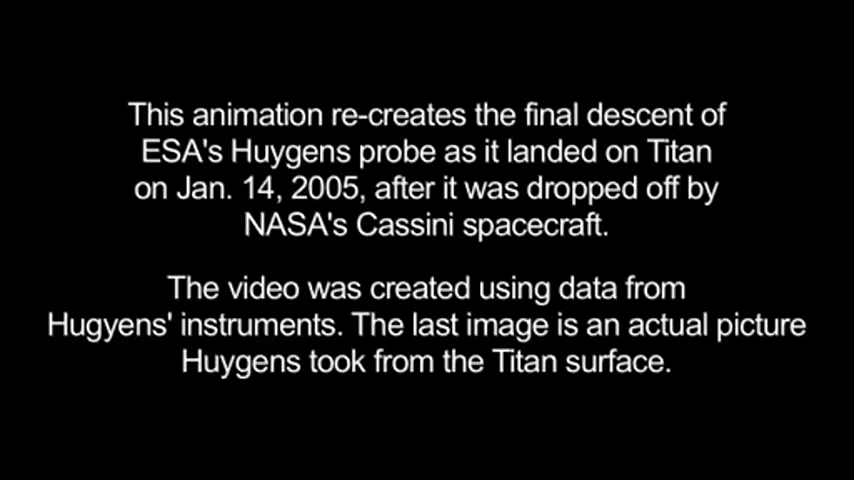 This animation re-creates the final descent of
ESA's Huygens probe as it landed on Titan
on Jan. 14, 2005, after it was dropped off by
NASA's Cassini spacecraft.
The video was created using data from
Hugyens' instruments. The last image is an actual picture
Huygens took from the Titan surface.